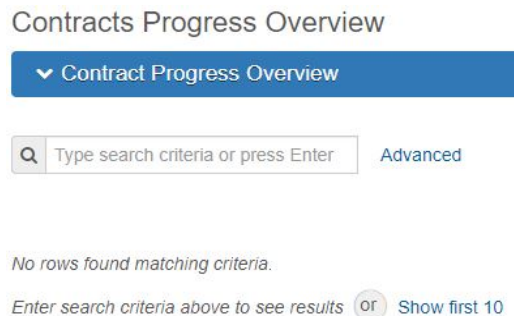 Contracts Progress Overview
Contract Progress Overview
Type search criteria or press Enter Advanced
No rows found matching criteria.
Enter search criteria above to see results or Show first 10